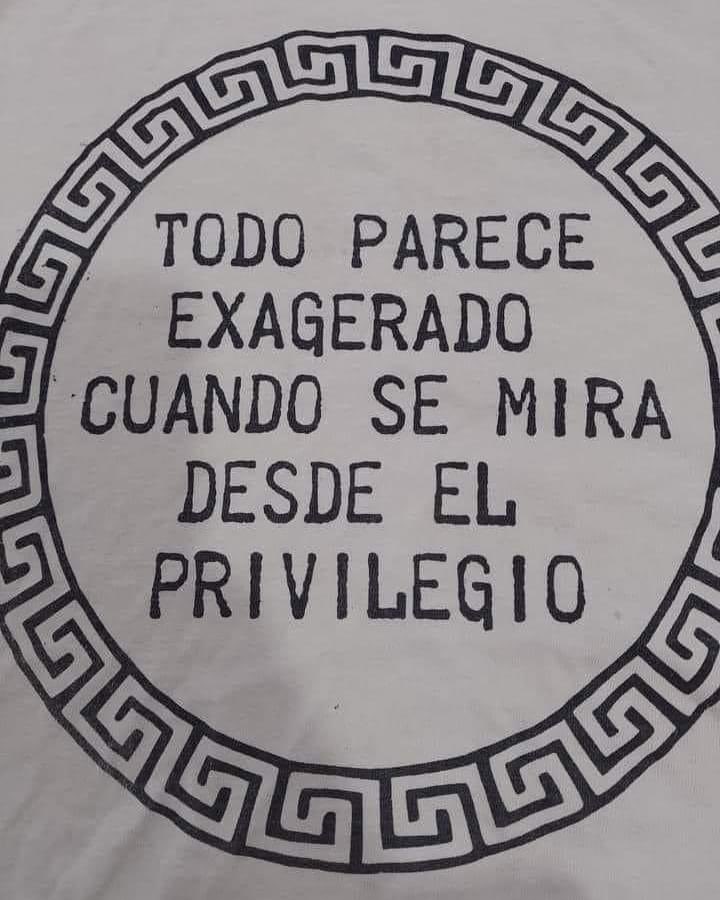 TODO PARECE
EXAGERADO
CUANDO SE MIRA
DESDE EL
PRIVILEGIO